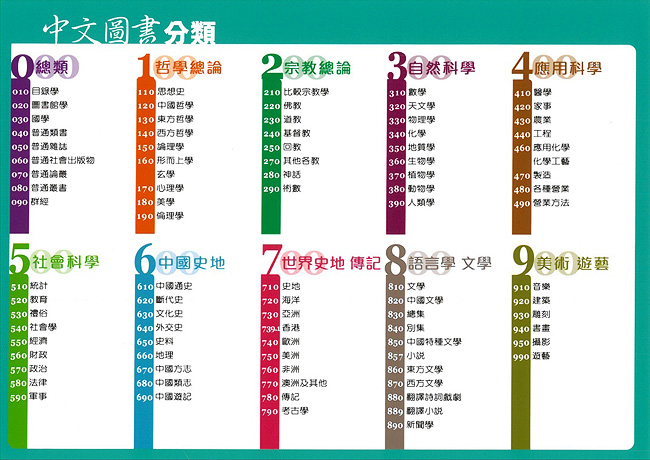 中文圖書分類
000 總類
010 目錄學
020 圖書館學
030 國學
040 普通類書
050 普通雜誌
060 普通社會出版物
070 普通論叢
080 普通叢書
090 群經
100 哲學總論
110 思想史
120 中國哲學
130 東方哲學
140 西方哲學
150 論理學
160 形而上學
玄學
170 心理學
180 美學
190 倫理學
200 宗教總論
210 比較宗教學
220 佛教
230 道教
240 基督教
250 回教
270 其他各教
280 神話
290 術數
300 自然科學
310 數學
320 天文學
330 物理學
340 化學
350 地質學
360 生物學
370 植物學
380 動物學
390 人類學
400 應用科學
410 醫學
420 家事
430 農業
440 工程
460 應用化學
化學工藝
470 製造
480 各種營業
490 營業方法
500 社會科學
510 統計
520 教育
530 禮俗
540 社會學
550 經濟
560 財政
570 政治
580 法律
590 軍事
600 中國史地
610 中國通史
620 斷代史
630 文化史
640 外交史
650 史料
660 地理
670 中國方志
680 中國類志
690 中國遊記
700 世界史地 傳記
710 史地
720 海洋
730 亞洲
739.1 香港
740 歐洲
750 美洲
760 非洲
770 澳洲及其他
780 傳記
790 考古學
800 語言學 文學
810 文學
820 中國文學
830 總集
840 別集
850 中國特種文學
857 小說
860 東方文學
870 西方文學
880 翻譯詩詞戲劇
889 翻譯小說
890 新聞學
900 美術 遊藝
910 音樂
920 建築
930 雕刻
940 書畫
950 攝影
990 遊藝